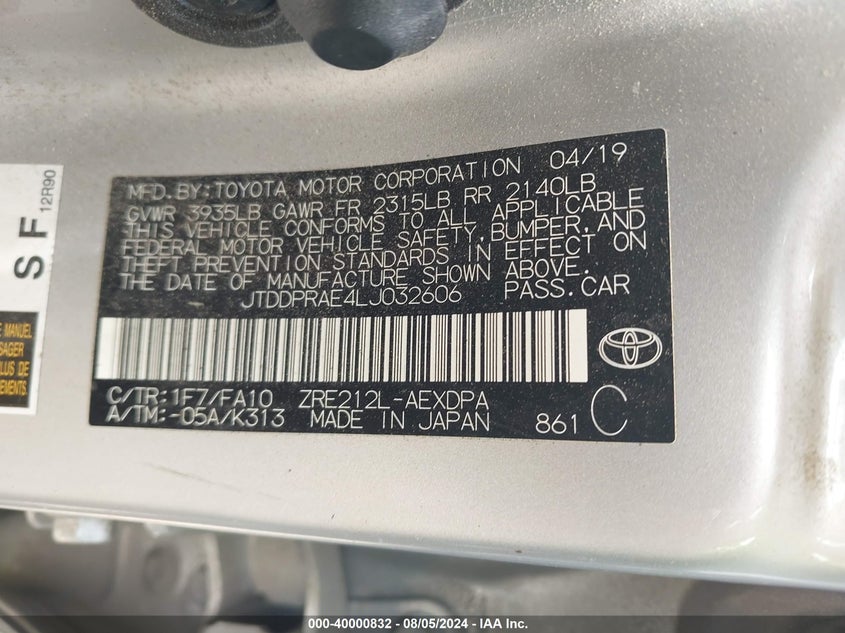 MFD. BY: TOYOTA MOTOR CORPORATION 04/19
GVWR 3935LB GAWR FR 2315LB RR 2140LB
THIS VEHICLE CONFORMS TO ALL APPLICABLE
FEDERAL MOTOR VEHICLE SAFETY, BUMPER, AND
THEFT PREVENTION STANDARDS IN EFFECT ON
THE DATE OF MANUFACTURE SHOWN ABOVE.
JTDDPRAE4LJ032606 PASS. CAR
C/TR: 1F7/FA10 ZRE212L-AEXDPA
A/TM: -05A/K313 MADE IN JAPAN 861 C
S F
12R90
E MANUEL
SAGER
LUS DE
EMENTS.
000-40000832 - 08/05/2024 - IAA Inc.